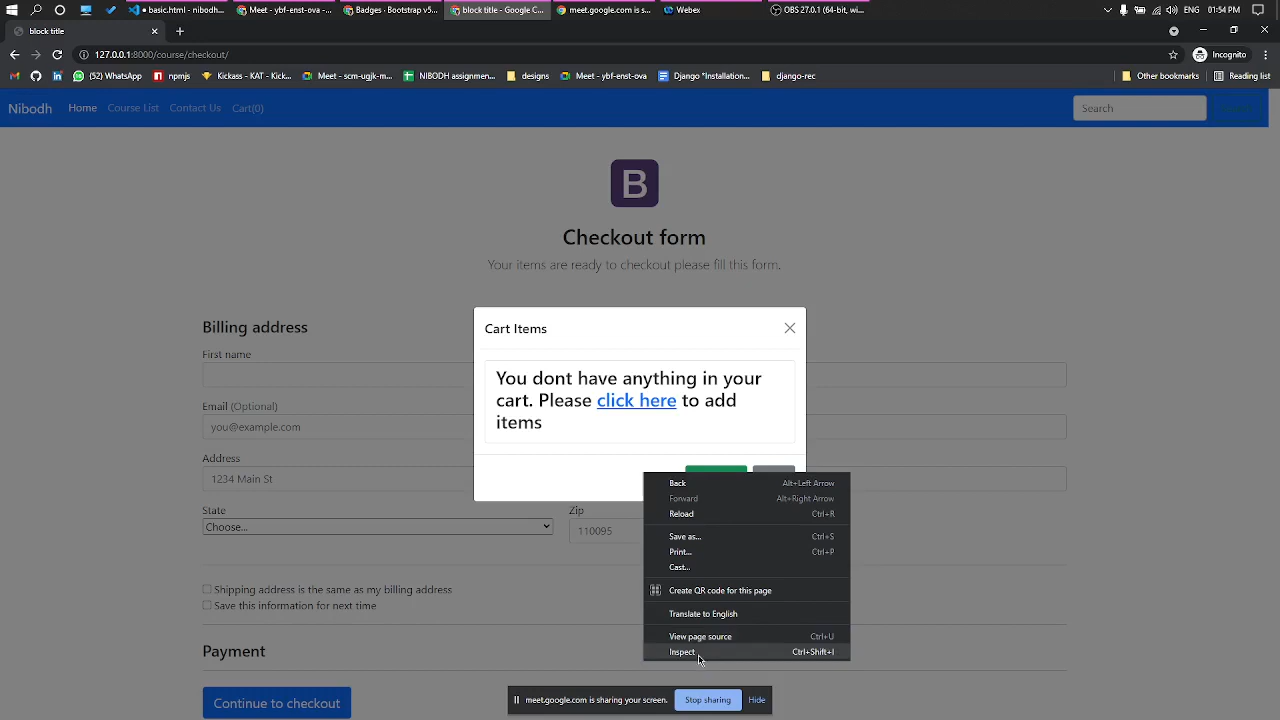 basic.html - nibodh...
Meet - yfd-estt-ova
Badges · Bootstrap v5...
block title - Google C...
meet.google.com is s...
Webex
OBS 27.0.1 (64-bit, wi...
ENG
9:54 PM
block title
127.0.0.1:8000/course/checkout/
Incognito
(52) WhatsApp
npmjs
Kickass - KAT - Kick...
Meet - scm-ugjk-m...
NIBODH assignmen...
designs
Meet - yfd-esnt-ova
Django "Installation...
django-rec
Other bookmarks
Reading list
Nibodh
Home
Course List
Contact Us
Cart(0)
Search
B
Checkout form
Your items are ready to checkout please fill this form.
Billing address
First name
Email (Optional)
you@example.com
Address
1234 Main St
State
Choose...
Zip
110095
Shipping address is the same as my billing address
Save this information for next time
Payment
Continue to checkout
Cart Items
You dont have anything in your
cart. Please click here to add
items
Back Alt+Left Arrow
Forward Alt+Right Arrow
Reload Ctrl+R
Save as... Ctrl+S
Print... Ctrl+P
Cast...
Create QR code for this page
Translate to English
View page source Ctrl+U
Inspect Ctrl+Shift+I
meet.google.com is sharing your screen.
Stop sharing
Hide